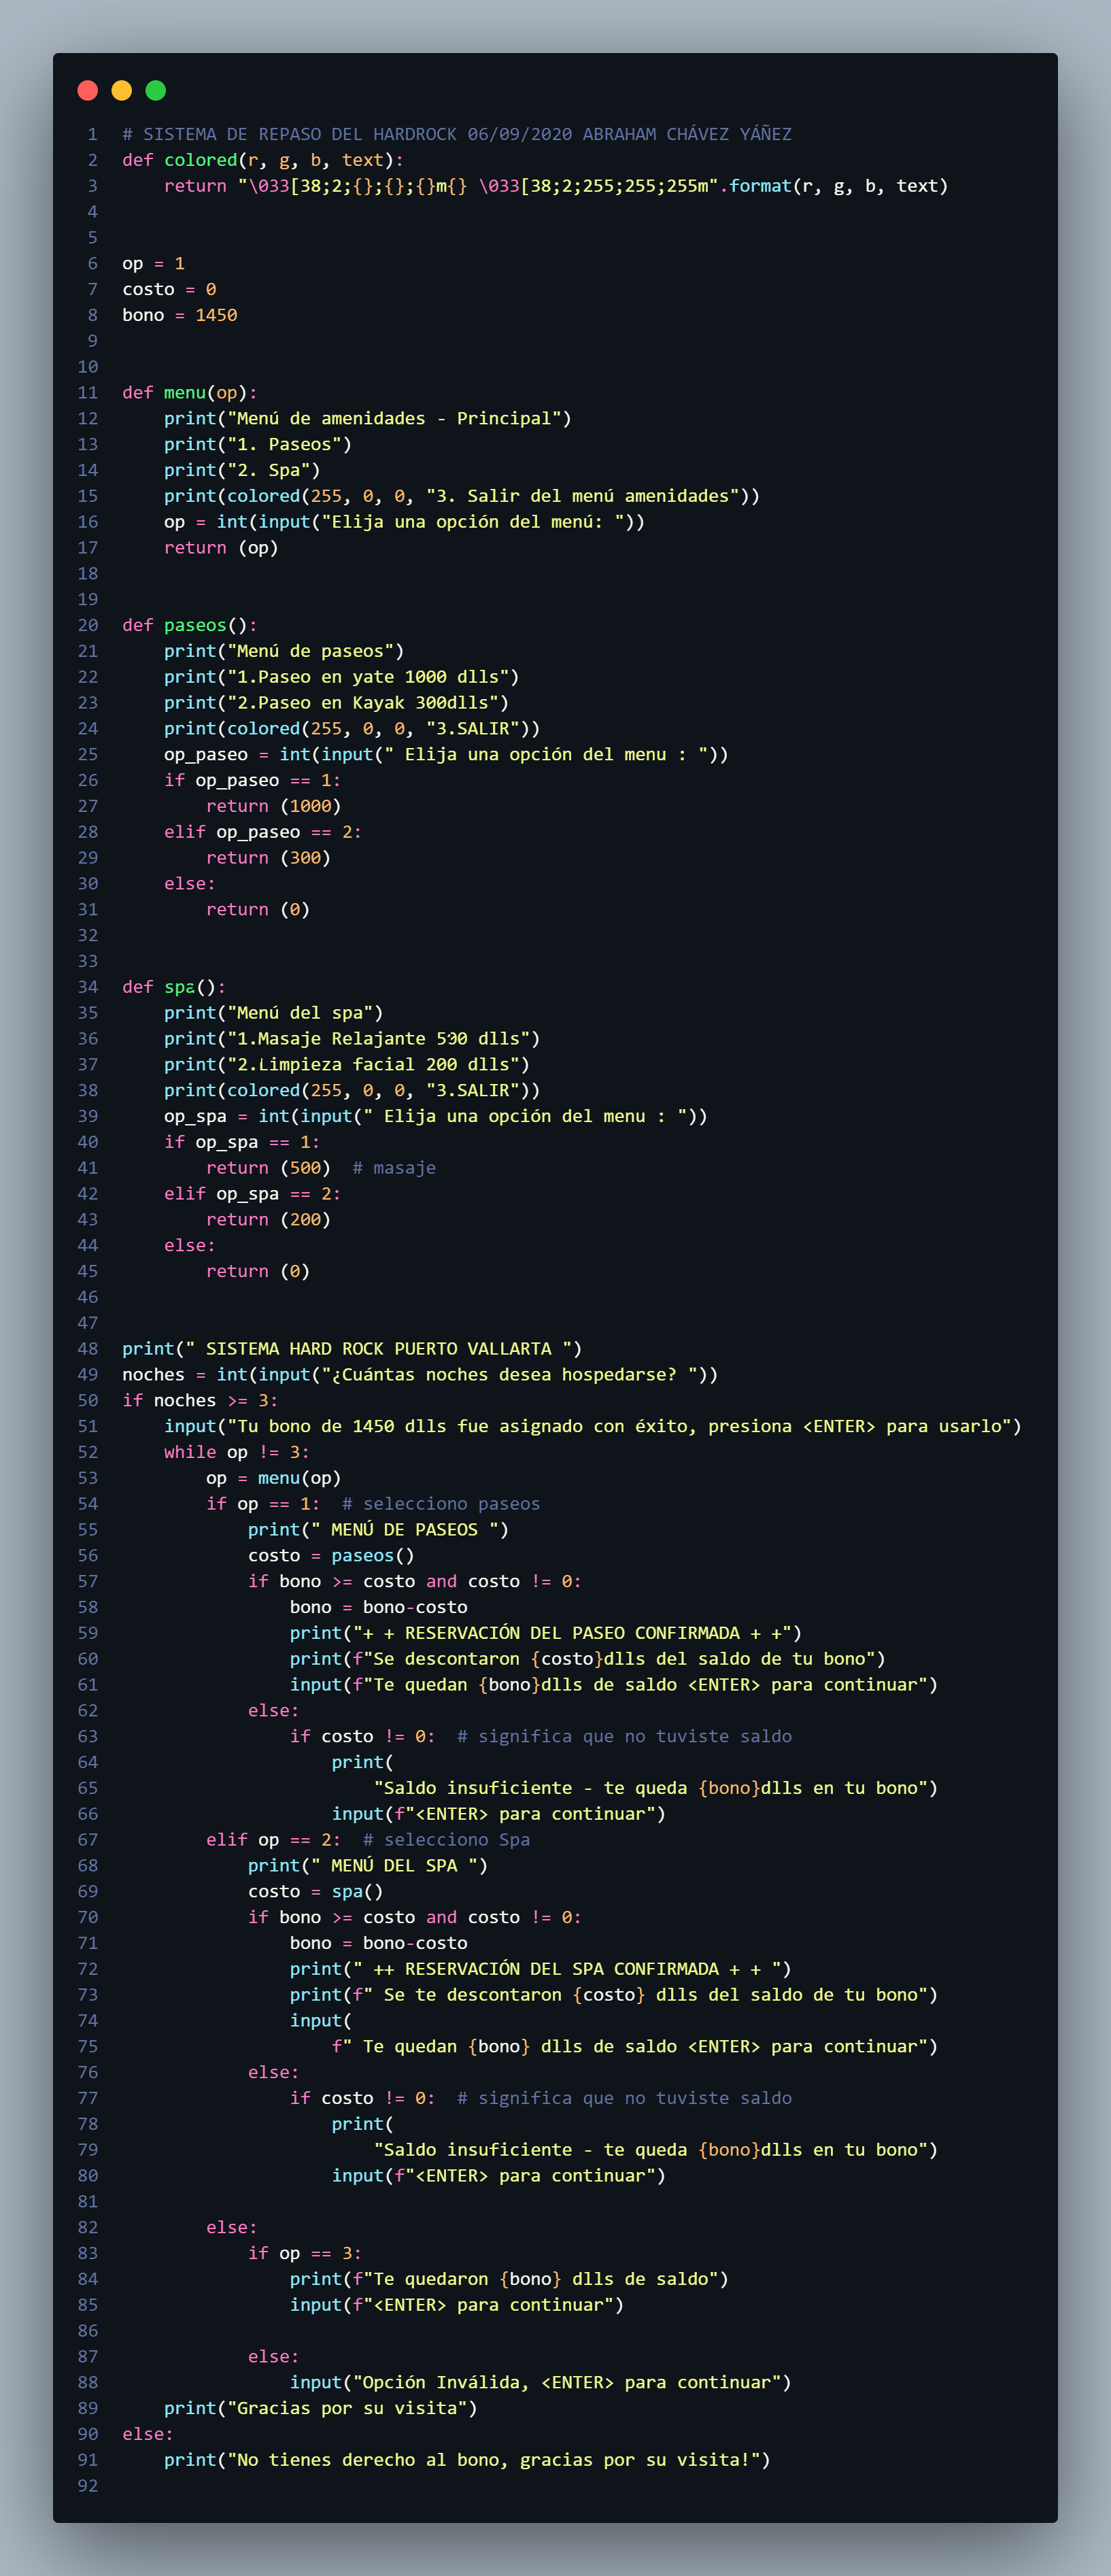 1 # SISTEMA DE REPASO DEL HARDROCK 06/09/2020 ABRAHAM CHÁVEZ YÁÑEZ
2 def colored(r, g, b, text):
3     return "\033[38;2;{};{};{}m{} \033[38;2;255;255;255m".format(r, g, b, text)
4
5
6 op = 1
7 costo = 0
8 bono = 1450
9
10
11 def menu(op):
12     print("Menú de amenidades - Principal")
13     print("1. Paseos")
14     print("2. Spa")
15     print(colored(255, 0, 0, "3. Salir del menú amenidades"))
16     op = int(input("Elija una opción del menú: "))
17     return (op)
18
19
20 def paseos():
21     print("Menú de paseos")
22     print("1.Paseo en yate 1000 dlls")
23     print("2.Paseo en Kayak 300dlls")
24     print(colored(255, 0, 0, "3.SALIR"))
25     op_paseo = int(input(" Elija una opción del menu : "))
26     if op_paseo == 1:
27         return (1000)
28     elif op_paseo == 2:
29         return (300)
30     else:
31         return (0)
32
33
34 def spa():
35     print("Menú del spa")
36     print("1.Masaje Relajante 500 dlls")
37     print("2.Limpieza facial 200 dlls")
38     print(colored(255, 0, 0, "3.SALIR"))
39     op_spa = int(input(" Elija una opción del menu : "))
40     if op_spa == 1:
41         return (500)  # masaje
42     elif op_spa == 2:
43         return (200)
44     else:
45         return (0)
46
47
48 print(" SISTEMA HARD ROCK PUERTO VALLARTA ")
49 noches = int(input("¿Cuántas noches desea hospedarse? "))
50 if noches >= 3:
51     input("Tu bono de 1450 dlls fue asignado con éxito, presiona <ENTER> para usarlo")
52     while op != 3:
53         op = menu(op)
54         if op == 1:  # selecciono paseos
55             print(" MENÚ DE PASEOS ")
56             costo = paseos()
57             if bono >= costo and costo != 0:
58                 bono = bono-costo
59                 print("+ + RESERVACIÓN DEL PASEO CONFIRMADA + +")
60                 print(f"Se descontaron {costo}dlls del saldo de tu bono")
61                 input(f"Te quedan {bono}dlls de saldo <ENTER> para continuar")
62             else:
63                 if costo != 0:  # significa que no tuviste saldo
64                     print(
65                         "Saldo insuficiente - te queda {bono}dlls en tu bono")
66                     input(f"<ENTER> para continuar")
67         elif op == 2:  # selecciono Spa
68             print(" MENÚ DEL SPA ")
69             costo = spa()
70             if bono >= costo and costo != 0:
71                 bono = bono-costo
72                 print(" ++ RESERVACIÓN DEL SPA CONFIRMADA + + ")
73                 print(f" Se te descontaron {costo} dlls del saldo de tu bono")
74                 input(
75                     f" Te quedan {bono} dlls de saldo <ENTER> para continuar")
76             else:
77                 if costo != 0:  # significa que no tuviste saldo
78                     print(
79                         "Saldo insuficiente - te queda {bono}dlls en tu bono")
80                     input(f"<ENTER> para continuar")
81
82         else:
83             if op == 3:
84                 print(f"Te quedaron {bono} dlls de saldo")
85                 input(f"<ENTER> para continuar")
86
87             else:
88                 input("Opción Inválida, <ENTER> para continuar")
89     print("Gracias por su visita")
90 else:
91     print("No tienes derecho al bono, gracias por su visita!")
92